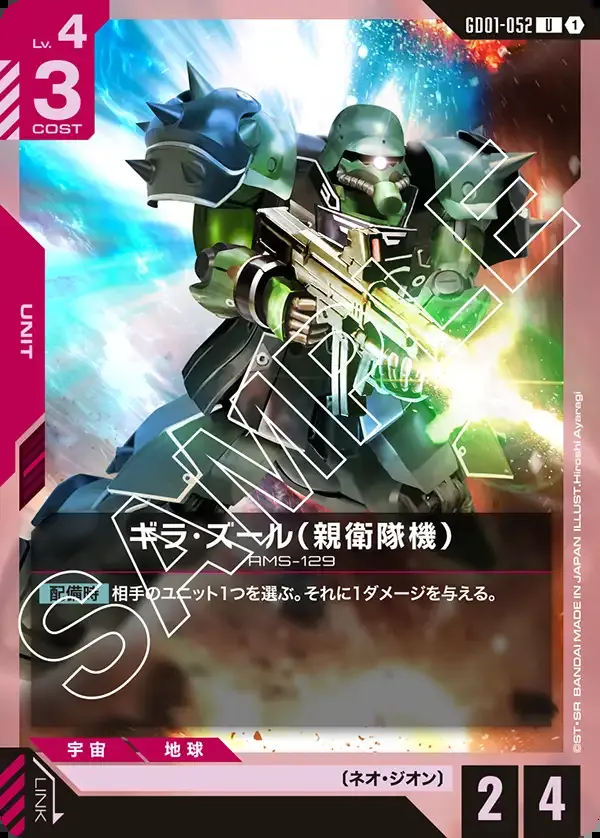 GD01-052 U 1
Lv. 4
3
COST
UNIT
SAMPLE
ギラ・ズール(親衛隊機)
AMS-129
配備時 相手のユニット1つを選ぶ。それに1ダメージを与える。
©ST・SR BANDAI MADE IN JAPAN ILLUST.Hiroshi Ayaragi
宇宙 地球
LINK
〔ネオ・ジオン〕
2 4